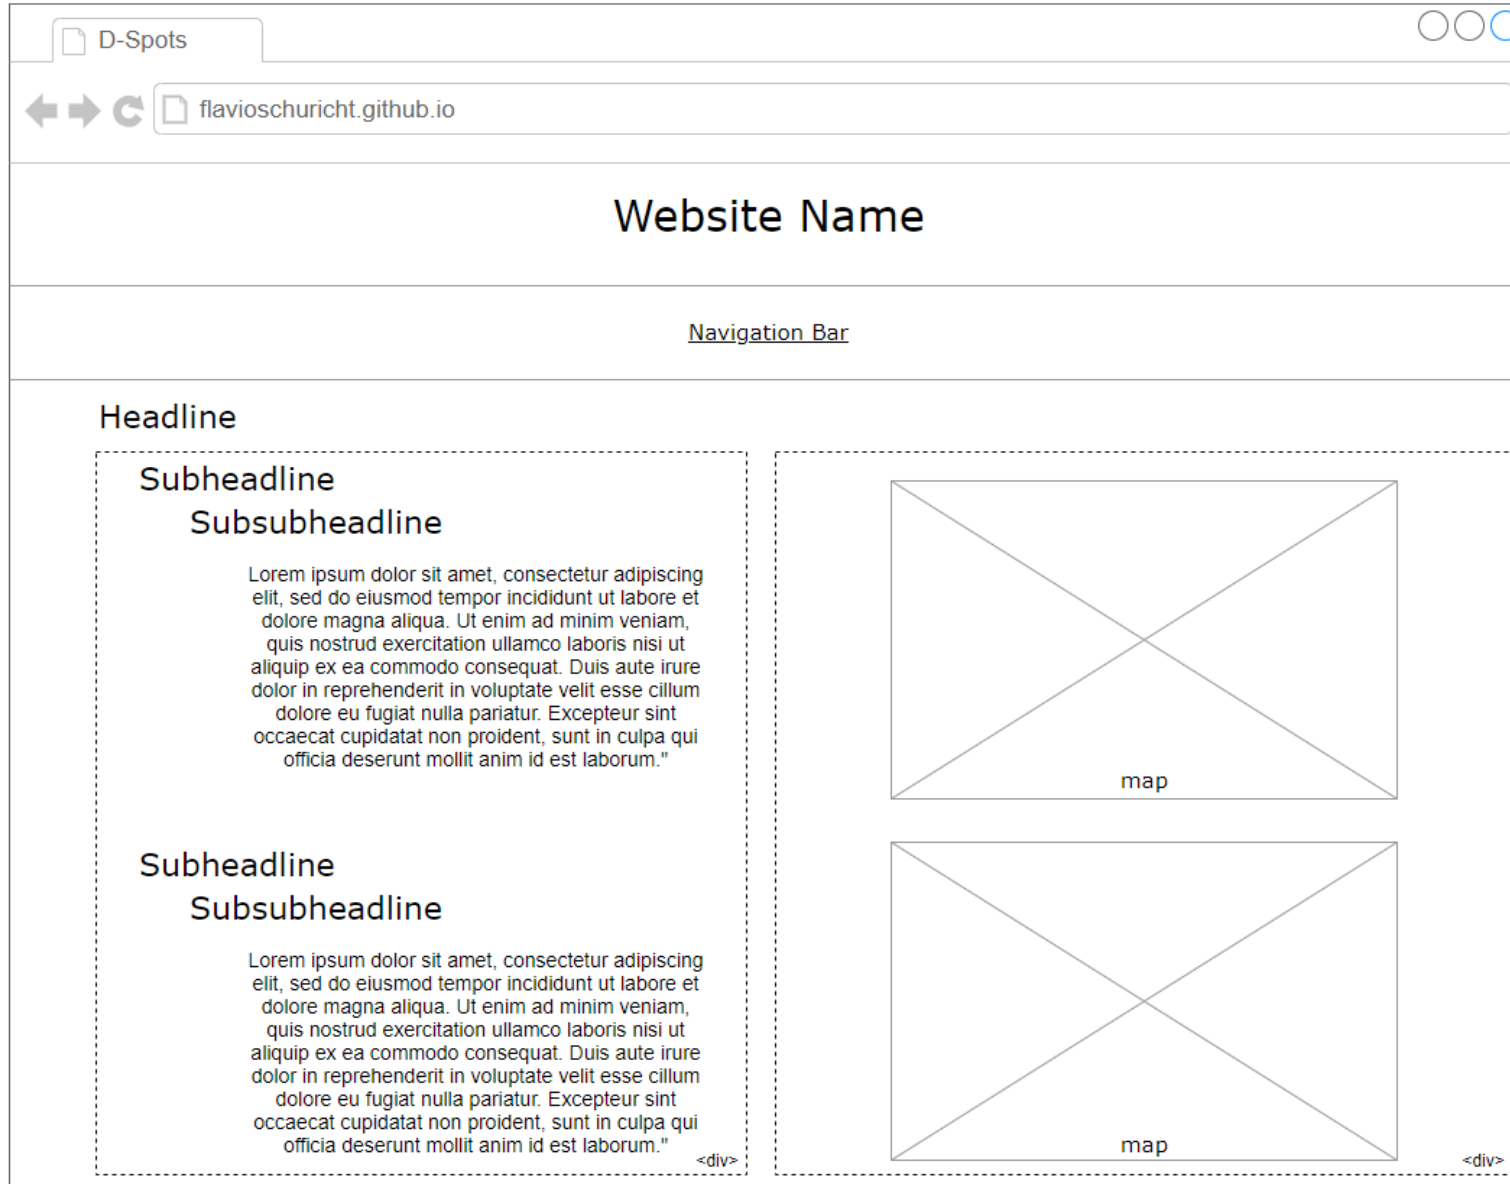 D-Spots
flavioschuricht.github.io
Website Name
Navigation Bar
Headline
Subheadline
Subsubheadline
Lorem ipsum dolor sit amet, consectetur adipiscing
elit, sed do eiusmod tempor incididunt ut labore et
dolore magna aliqua. Ut enim ad minim veniam,
quis nostrud exercitation ullamco laboris nisi ut
aliquip ex ea commodo consequat. Duis aute irure
dolor in reprehenderit in voluptate velit esse cillum
dolore eu fugiat nulla pariatur. Excepteur sint
occaecat cupidatat non proident, sunt in culpa qui
officia deserunt mollit anim id est laborum."
Subheadline
Subsubheadline
Lorem ipsum dolor sit amet, consectetur adipiscing
elit, sed do eiusmod tempor incididunt ut labore et
dolore magna aliqua. Ut enim ad minim veniam,
quis nostrud exercitation ullamco laboris nisi ut
aliquip ex ea commodo consequat. Duis aute irure
dolor in reprehenderit in voluptate velit esse cillum
dolore eu fugiat nulla pariatur. Excepteur sint
occaecat cupidatat non proident, sunt in culpa qui
officia deserunt mollit anim id est laborum."
<div>
map
map
<div>